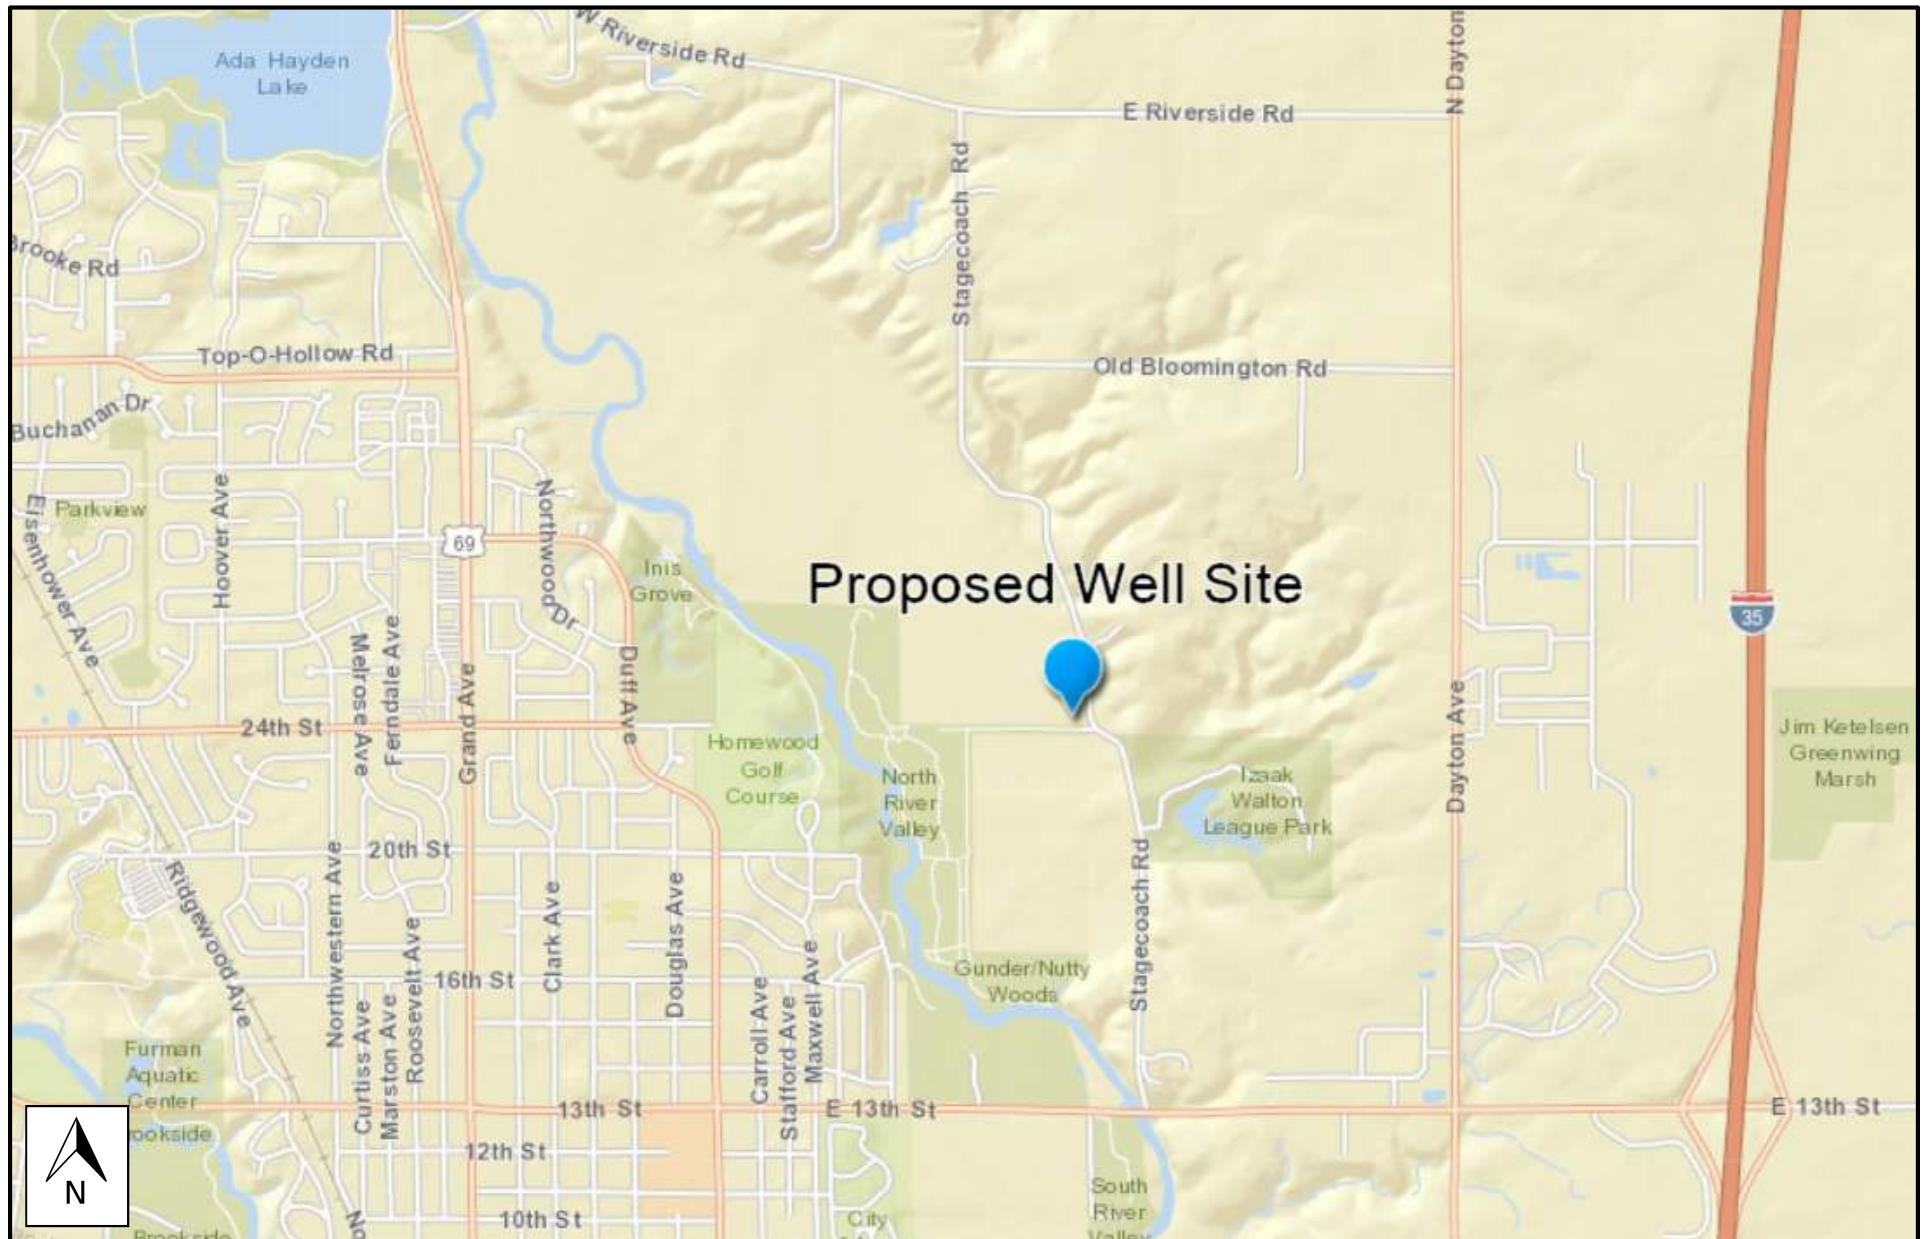 Ada Hayden
Lake
W Riverside Rd
N Dayton
E Riverside Rd
Stagecoach Rd
Brooke Rd
Top-O-Hollow Rd
Old Bloomington Rd
Buchanan Dr
Parkview
Eisenhower Ave
Hoover Ave
69
Northwood Dr
Inis
Grove
Proposed Well Site
35
Melrose Ave
Ferndale Ave
Grand Ave
Duff Ave
24th St
Dayton Ave
Homewood
Golf
Course
North
River
Valley
Izaak
Walton
League Park
Jim Ketelsen
Greenwing
Marsh
20th St
Ridgewood Ave
Northwestern Ave
Roosevelt Ave
Clark Ave
Douglas Ave
Stagecoach Rd
16th St
Gunder/Nutty
Woods
Curtiss Ave
Marston Ave
Carroll Ave
Stafford Ave
Maxwell Ave
Furman
Aquatic
Center
13th St
E 13th St
E 13th St
ookside
12th St
N
10th St
No
City
South
River
Valley
Brookside